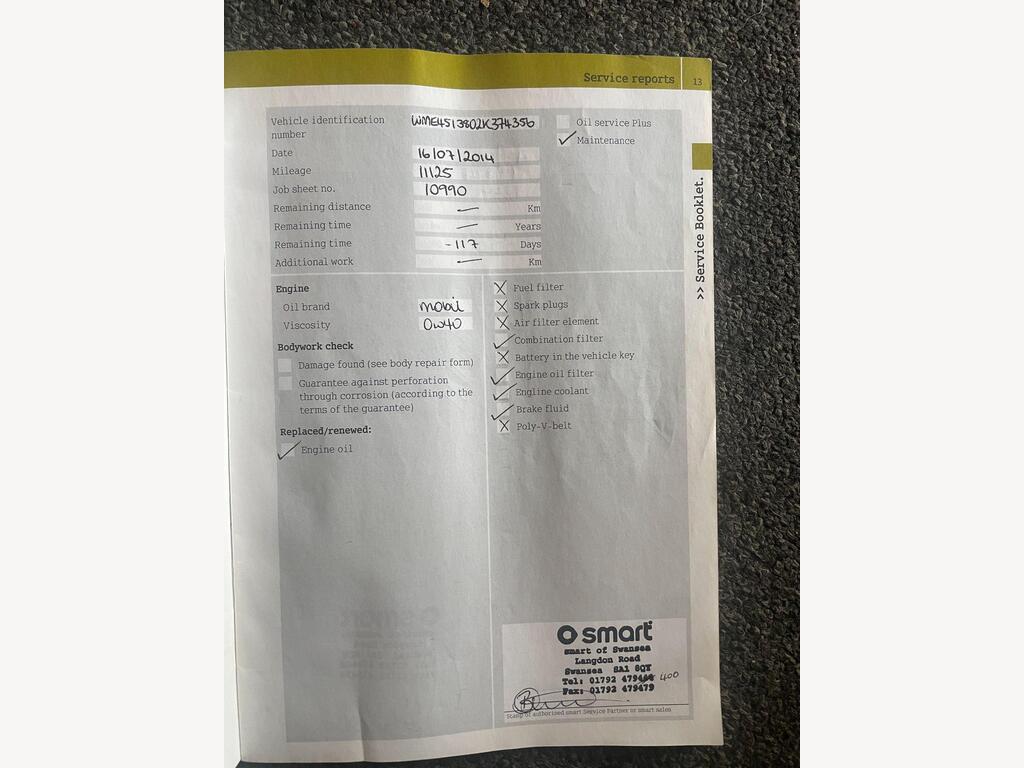 Service reports 13
Vehicle identification number WME4513802K374356
Date 16/07/2014
Mileage 11125
Job sheet no. 10990
Remaining distance — Km
Remaining time — Years
Remaining time -117 Days
Additional work — Km
Oil service Plus
✓ Maintenance
>> Service Booklet.
Engine
Oil brand mobil
Viscosity 0w40
Bodywork check
Damage found (see body repair form)
Guarantee against perforation
through corrosion (according to the
terms of the guarantee)
Replaced/renewed:
✓ Engine oil
X Fuel filter
X Spark plugs
X Air filter element
✓ Combination filter
X Battery in the vehicle key
✓ Engine oil filter
✓ Engline coolant
✓ Brake fluid
X Poly-V-belt
smart
smart of Swansea
Langdon Road
Swansea SA1 8QY
Tel: 01792 479 400
Fax: 01792 479479
Stamp of authorised smart Service Partner or smart sales